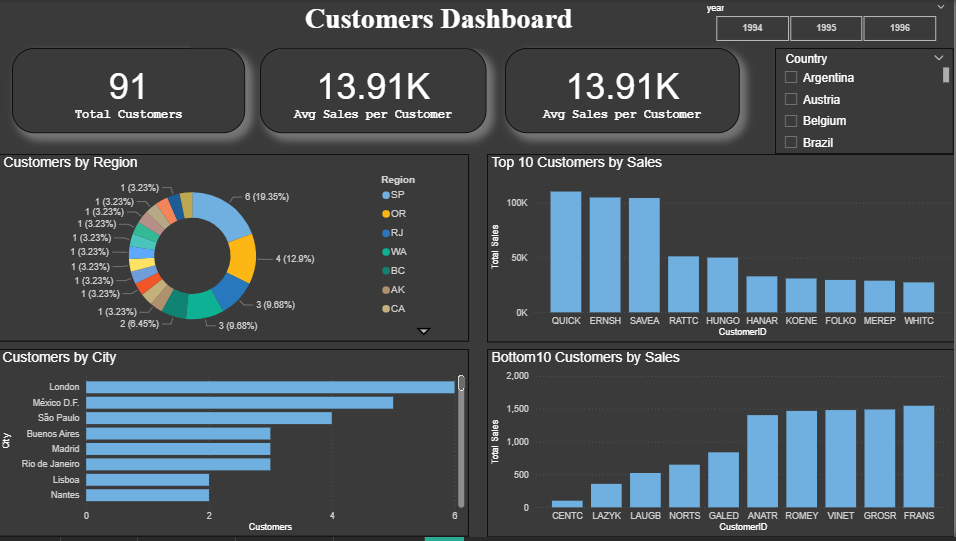 Customers Dashboard
year
1994 1995 1996
91
Total Customers
13.91K
Avg Sales per Customer
13.91K
Avg Sales per Customer
Country
Argentina
Austria
Belgium
Brazil
Customers by Region
1 (3.23%)
1 (3.23%)
1 (3.23%)
1 (3.23%)
1 (3.23%)
1 (3.23%)
1 (3.23%)
1 (3.23%)
1 (3.23%)
1 (3.23%)
2 (6.45%)
3 (9.68%)
3 (9.68%)
4 (12.9%)
6 (19.35%)
Region
SP
OR
RJ
WA
BC
AK
CA
Top 10 Customers by Sales
Total Sales
100K
50K
0K
QUICK ERNSH SAVEA RATTC HUNGO HANAR KOENE FOLKO MEREP WHITC
CustomerID
Customers by City
City
London
México D.F.
São Paulo
Buenos Aires
Madrid
Rio de Janeiro
Lisboa
Nantes
0 2 4 6
Customers
Bottom10 Customers by Sales
Total Sales
2,000
1,500
1,000
500
0
CENTC LAZYK LAUGB NORTS GALED ANATR ROMEY VINET GROSR FRANS
CustomerID